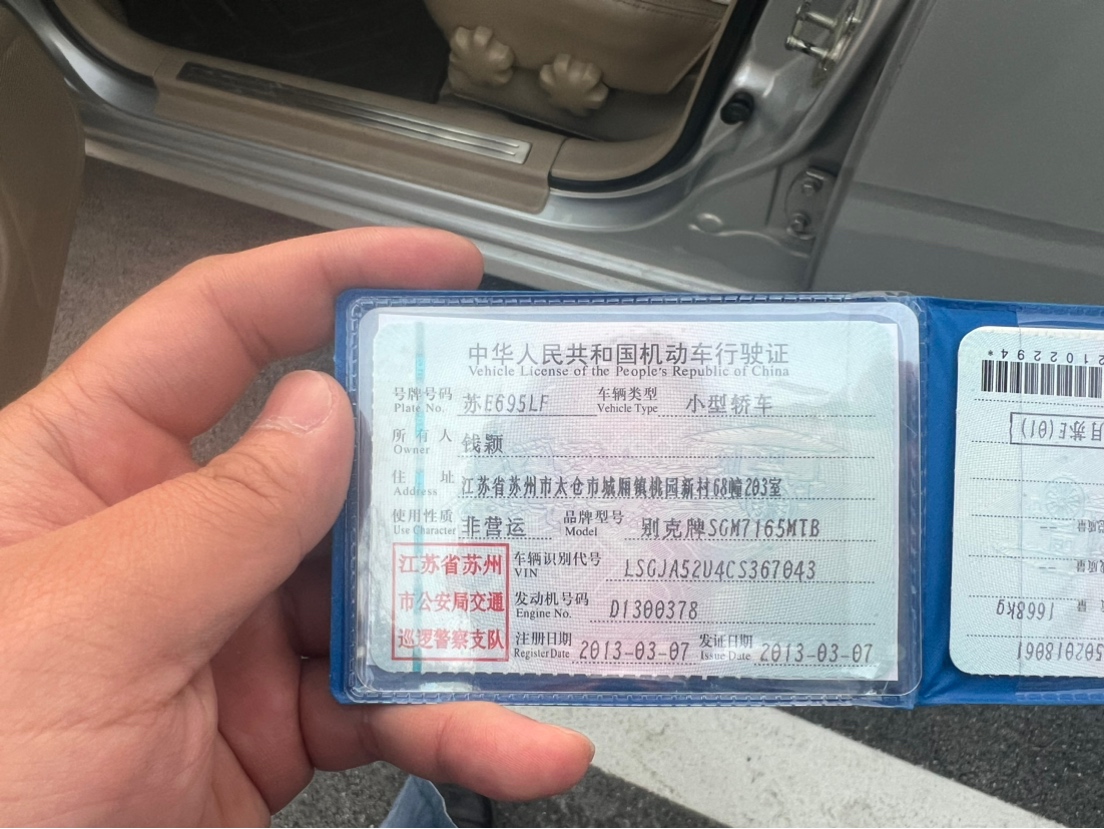 中华人民共和国机动车行驶证
Vehicle License of the People's Republic of China
号牌号码 苏E695LF 车辆类型 小型轿车
Plate No. Vehicle Type
所有人 钱颖
Owner
住址 江苏省苏州市太仓市城厢镇桃园新村68幢203室
Address
使用性质 非营运 品牌型号 别克牌SGM7165MTB
Use Character Model
江苏省苏州
市公安局交通
巡逻警察支队
车辆识别代号 LSGJA52U4CS367043
VIN
发动机号码 D1300378
Engine No.
注册日期 2013-03-07 发证日期 2013-03-07
Register Date Issue Date
2102294*
月苏E(01)
量 1668kg
502018061